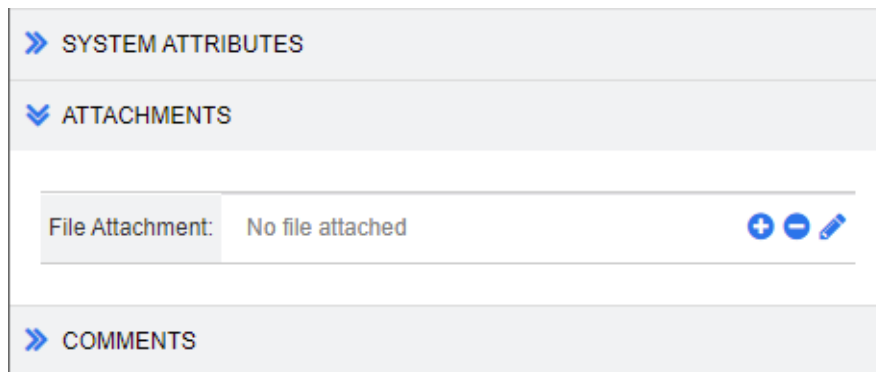 SYSTEM ATTRIBUTES
ATTACHMENTS
File Attachment: No file attached
COMMENTS